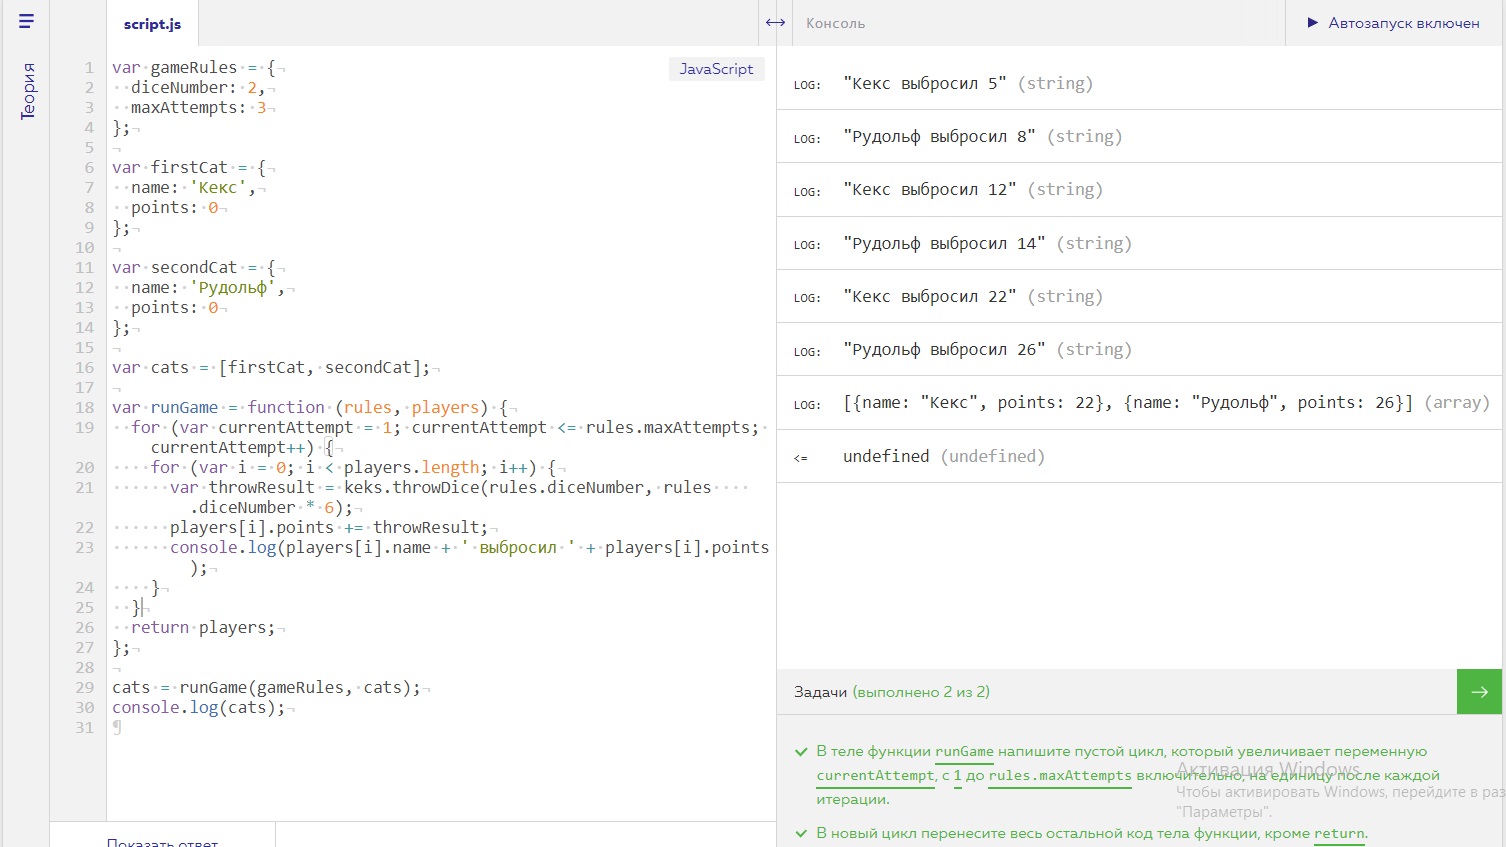 script.js
Консоль
Автозапуск включен
Теория
JavaScript
1 var gameRules = {
2 diceNumber: 2,
3 maxAttempts: 3
4 };
5
6 var firstCat = {
7 name: 'Кекс',
8 points: 0
9 };
10
11 var secondCat = {
12 name: 'Рудольф',
13 points: 0
14 };
15
16 var cats = [firstCat, secondCat];
17
18 var runGame = function (rules, players) {
19 for (var currentAttempt = 1; currentAttempt <= rules.maxAttempts;
currentAttempt++) {
20 for (var i = 0; i < players.length; i++) {
21 var throwResult = keks.throwDice(rules.diceNumber, rules
.diceNumber * 6);
22 players[i].points += throwResult;
23 console.log(players[i].name + ' выбросил ' + players[i].points
);
24 }
25 }
26 return players;
27 };
28
29 cats = runGame(gameRules, cats);
30 console.log(cats);
31
Показать ответ
LOG: "Кекс выбросил 5" (string)
LOG: "Рудольф выбросил 8" (string)
LOG: "Кекс выбросил 12" (string)
LOG: "Рудольф выбросил 14" (string)
LOG: "Кекс выбросил 22" (string)
LOG: "Рудольф выбросил 26" (string)
LOG: [{name: "Кекс", points: 22}, {name: "Рудольф", points: 26}] (array)
<= undefined (undefined)
Задачи (выполнено 2 из 2)
В теле функции runGame напишите пустой цикл, который увеличивает переменную
currentAttempt, с 1 до rules.maxAttempts включительно, на единицу после каждой
итерации.
В новый цикл перенесите весь остальной код тела функции, кроме return.
Активация Windows
Чтобы активировать Windows, перейдите в раз
"Параметры".